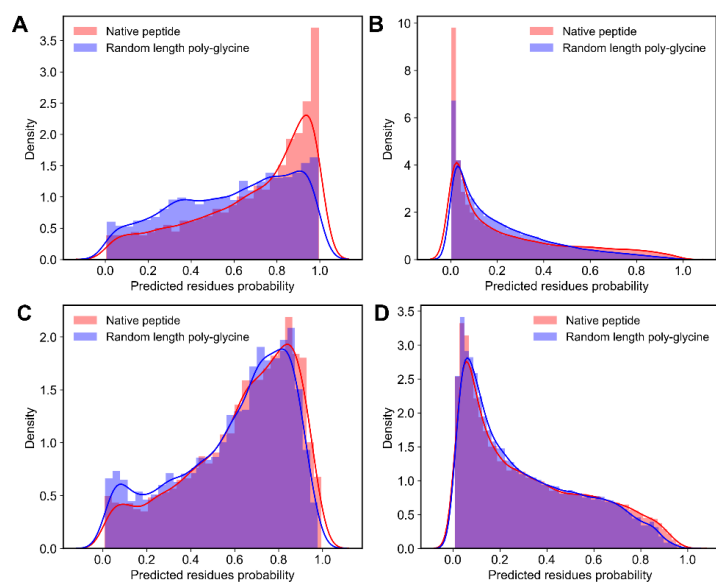 A
Native peptide
Random length poly-glycine
3.5
3.0
2.5
2.0
1.5
1.0
0.5
0.0
Density
0.0 0.2 0.4 0.6 0.8 1.0
Predicted residues probability
B
Native peptide
Random length poly-glycine
10
8
6
4
2
0
Density
0.0 0.2 0.4 0.6 0.8 1.0
Predicted residues probability
C
Native peptide
Random length poly-glycine
2.0
1.5
1.0
0.5
0.0
Density
0.0 0.2 0.4 0.6 0.8 1.0
Predicted residues probability
D
Native peptide
Random length poly-glycine
3.5
3.0
2.5
2.0
1.5
1.0
0.5
0.0
Density
0.0 0.2 0.4 0.6 0.8 1.0
Predicted residues probability